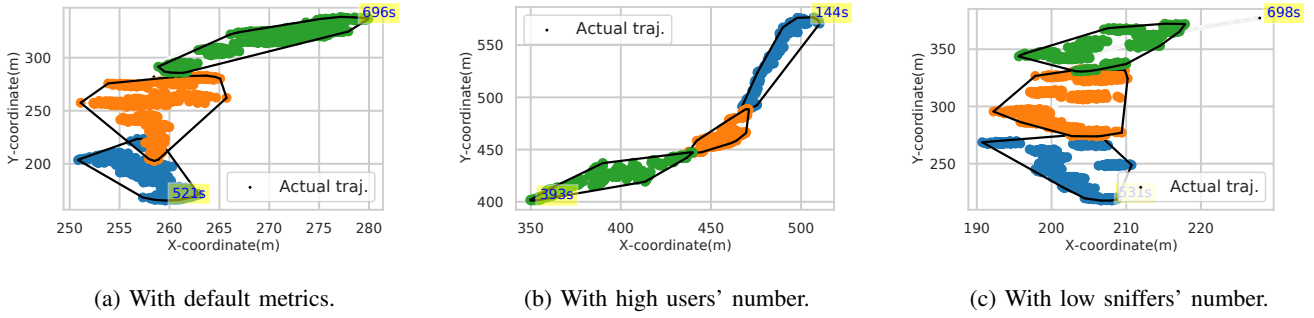 696s
Y-coordinate(m)
300
250
200
521s
Actual traj.
250 255 260 265 270 275 280
X-coordinate(m)
(a) With default metrics.
144s
Actual traj.
Y-coordinate(m)
550
500
450
400
393s
350 400 450 500
X-coordinate(m)
(b) With high users' number.
698s
Y-coordinate(m)
350
300
250
531s
Actual traj.
190 200 210 220
X-coordinate(m)
(c) With low sniffers' number.